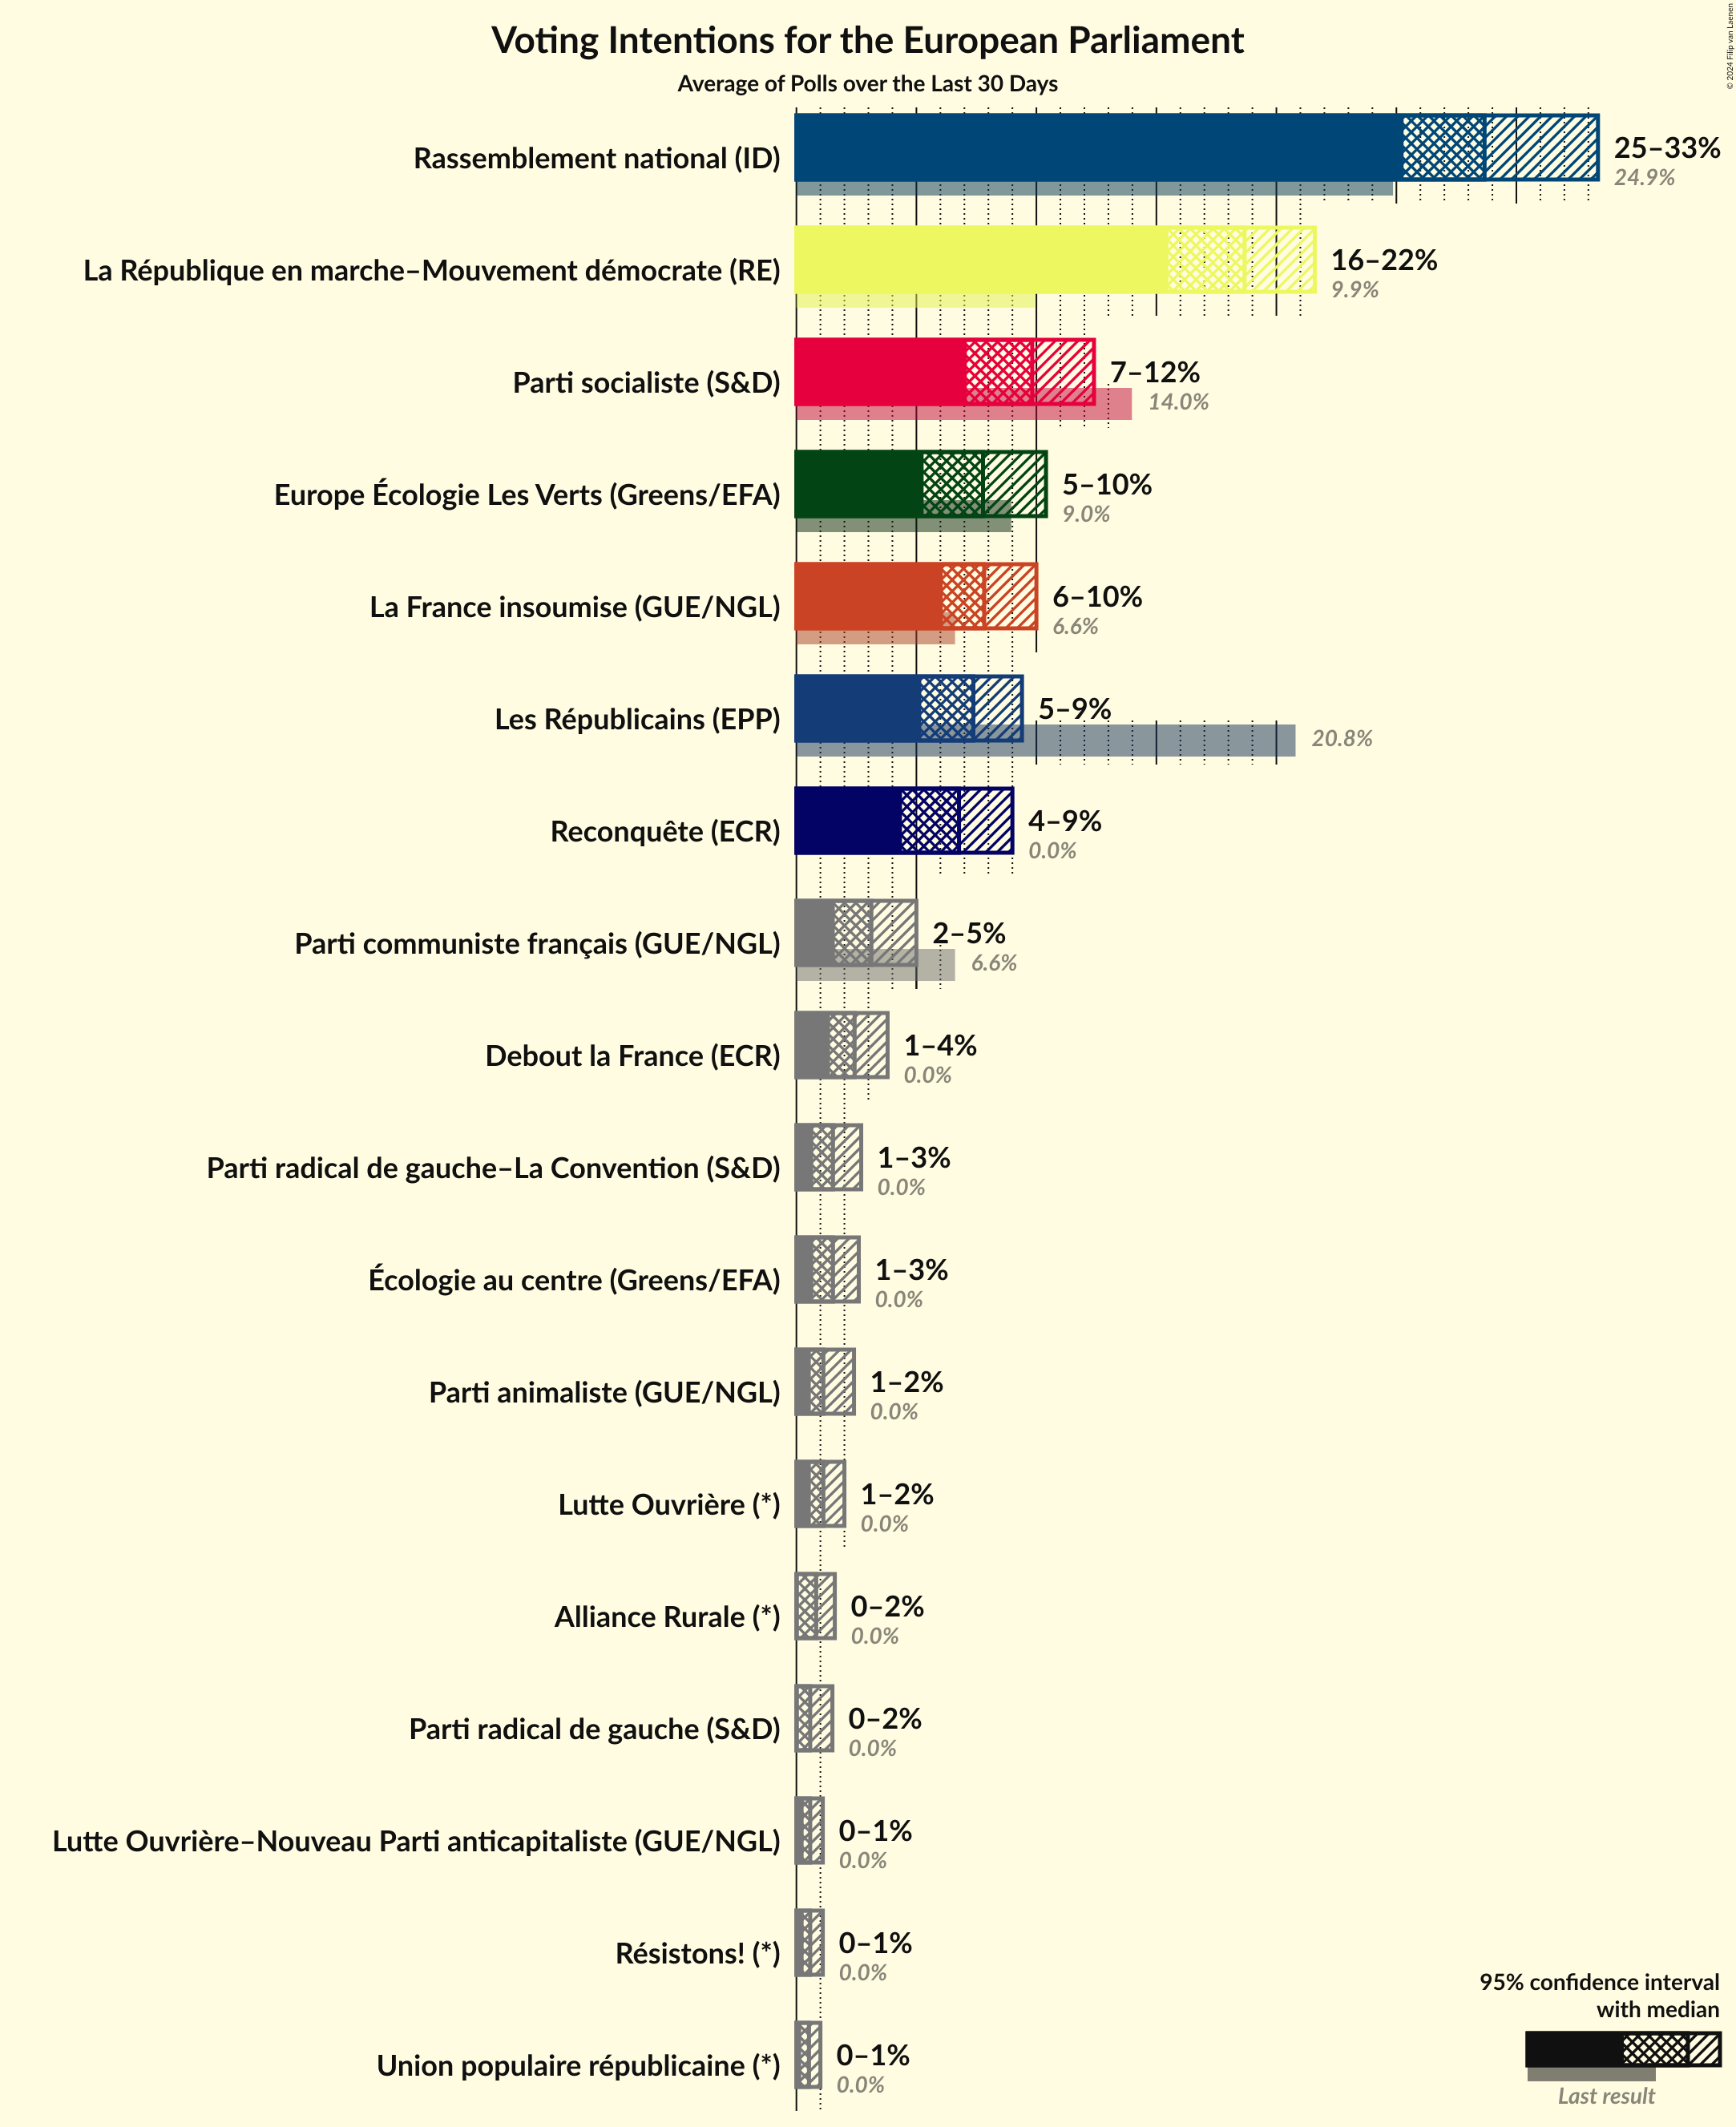 Voting Intentions for the European Parliament
Average of Polls over the Last 30 Days
© 2024 Filip van Laenen
Rassemblement national (ID)
25–33%
24.9%
La République en marche–Mouvement démocrate (RE)
16–22%
9.9%
Parti socialiste (S&D)
7–12%
14.0%
Europe Écologie Les Verts (Greens/EFA)
5–10%
9.0%
La France insoumise (GUE/NGL)
6–10%
6.6%
Les Républicains (EPP)
5–9%
20.8%
Reconquête (ECR)
4–9%
0.0%
Parti communiste français (GUE/NGL)
2–5%
6.6%
Debout la France (ECR)
1–4%
0.0%
Parti radical de gauche–La Convention (S&D)
1–3%
0.0%
Écologie au centre (Greens/EFA)
1–3%
0.0%
Parti animaliste (GUE/NGL)
1–2%
0.0%
Lutte Ouvrière (*)
1–2%
0.0%
Alliance Rurale (*)
0–2%
0.0%
Parti radical de gauche (S&D)
0–2%
0.0%
Lutte Ouvrière–Nouveau Parti anticapitaliste (GUE/NGL)
0–1%
0.0%
Résistons! (*)
0–1%
0.0%
Union populaire républicaine (*)
0–1%
0.0%
95% confidence interval
with median
Last result